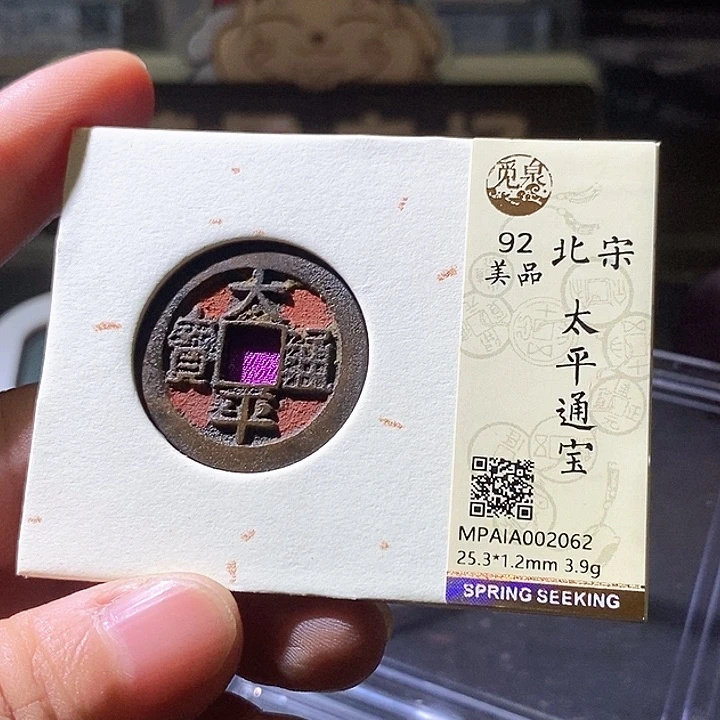 太平通寶
觅泉
92
美品
北宋
太平通宝
MPAIA002062
25.3*1.2mm 3.9g
SPRING SEEKING